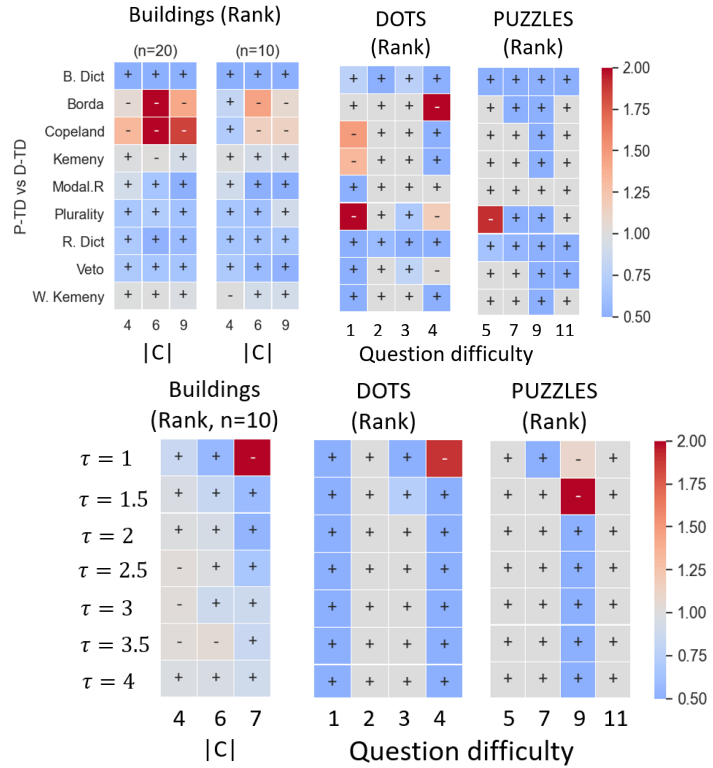 Buildings (Rank) DOTS (Rank) PUZZLES (Rank)
(n=20) (n=10)
P-TD vs D-TD
B. Dict + + + + + + + + + + + + + + 2.00
Borda - - - + - - + + + - + + + + 1.75
Copeland - - - + - - - + + + + + + +
Kemeny + - + + + + - + + + + + + + 1.50
Modal.R + + + + + + + + + + + + + + 1.25
Plurality + + + + + + - + + - - + + +
R. Dict + + + + + + + + + + + + + + 1.00
Veto + + + + + + + + + - + + + + 0.75
W. Kemeny + + + - + + + + + + + + + + 0.50
4 6 9 4 6 9 1 2 3 4 5 7 9 11
|C| |C| Question difficulty
Buildings (Rank, n=10) DOTS (Rank) PUZZLES (Rank)
τ = 1 + + - + + + - + + - + 2.00
τ = 1.5 + + + + + + + + + - + 1.75
τ = 2 + + + + + + + + + + + 1.50
τ = 2.5 - + + + + + + + + + + 1.25
τ = 3 - + + + + + + + + + + 1.00
τ = 3.5 - - + + + + + + + + + 0.75
τ = 4 + + + + + + + + + + + 0.50
4 6 7 1 2 3 4 5 7 9 11
|C| Question difficulty